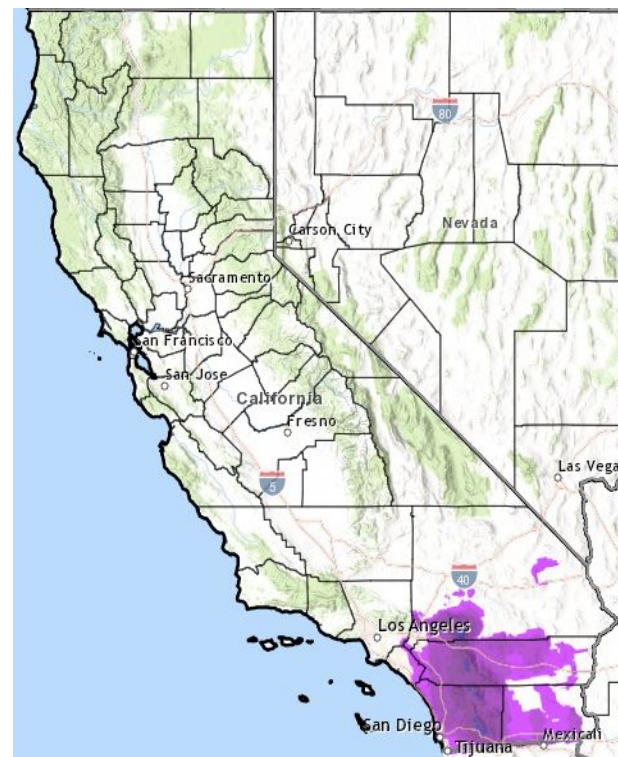 80
Nevada
Carson City
Sacramento
San Francisco
San Jose
California
Fresno
5
Las Vega
40
Los Angeles
San Diego
Mexicali
Tijuana